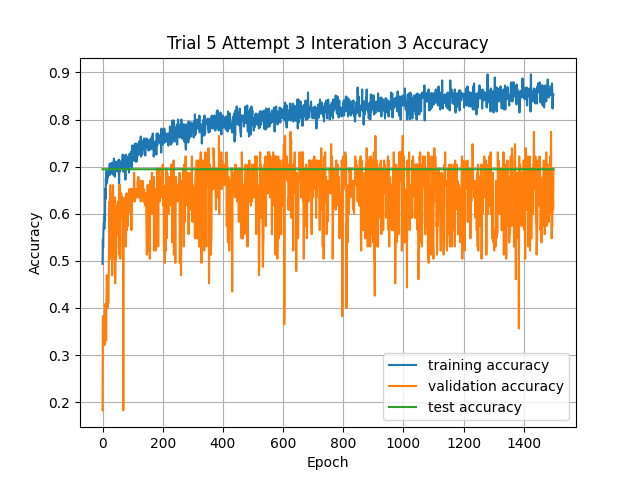 Trial 5 Attempt 3 Interation 3 Accuracy
0.9
0.8
0.7
0.6
0.5
0.4
0.3
0.2
Accuracy
0 200 400 600 800 1000 1200 1400
Epoch
training accuracy
validation accuracy
test accuracy